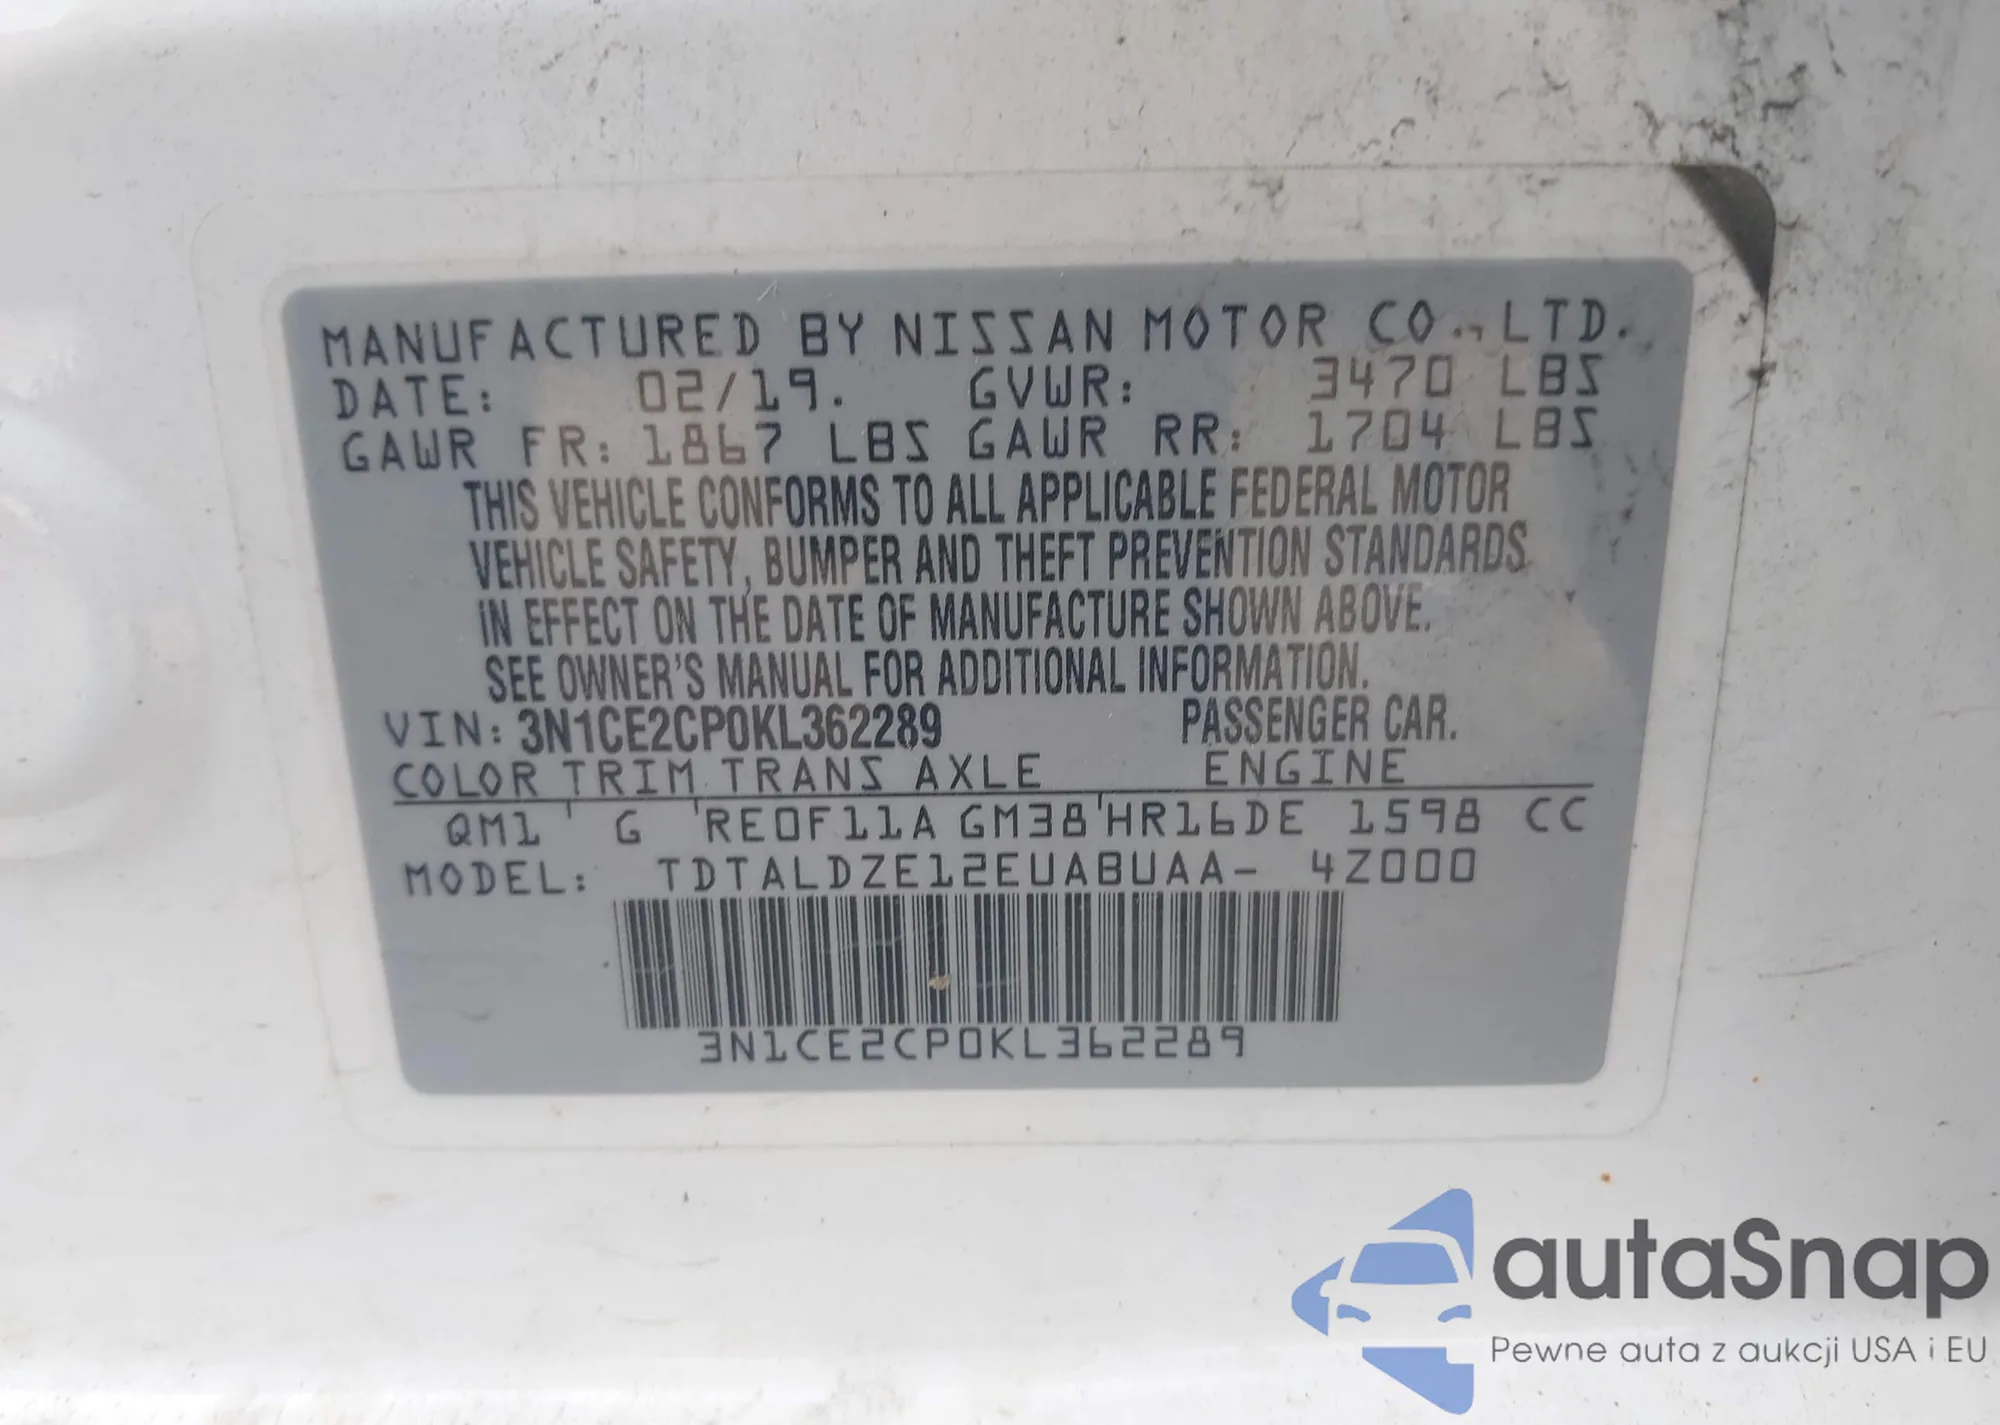 MANUFACTURED BY NISSAN MOTOR CO., LTD.
DATE: 02/19. GVWR: 3470 LBS
GAWR FR: 1867 LBS GAWR RR: 1704 LBS
THIS VEHICLE CONFORMS TO ALL APPLICABLE FEDERAL MOTOR
VEHICLE SAFETY, BUMPER AND THEFT PREVENTION STANDARDS
IN EFFECT ON THE DATE OF MANUFACTURE SHOWN ABOVE.
SEE OWNER'S MANUAL FOR ADDITIONAL INFORMATION.
VIN: 3N1CE2CP0KL362289 PASSENGER CAR.
COLOR TRIM TRANS AXLE ENGINE
QM1 G RE0F11A GM38 HR16DE 1598 CC
MODEL: TDTALDZE12EUABUAA- 4Z000
3N1CE2CP0KL362289
autaSnap
Pewne auta z aukcji USA i EU